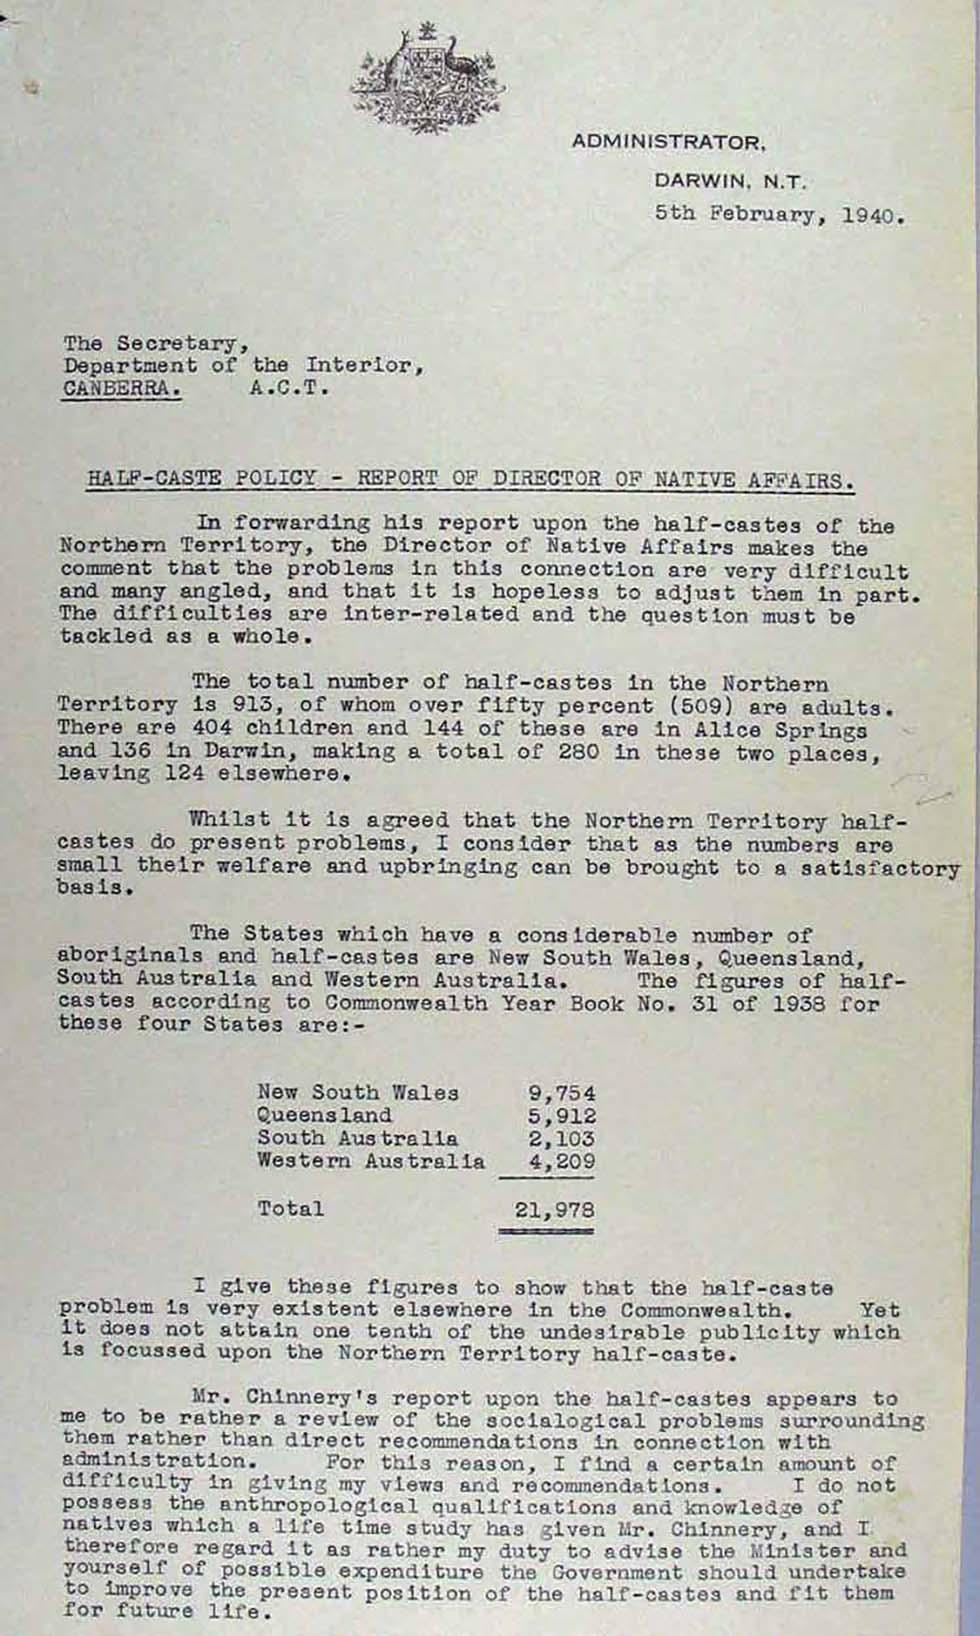 ADMINISTRATOR,
DARWIN, N.T.
5th February, 1940.
The Secretary,
Department of the Interior,
CANBERRA. A.C.T.
HALF-CASTE POLICY - REPORT OF DIRECTOR OF NATIVE AFFAIRS.
In forwarding his report upon the half-castes of the
Northern Territory, the Director of Native Affairs makes the
comment that the problems in this connection are very difficult
and many angled, and that it is hopeless to adjust them in part.
The difficulties are inter-related and the question must be
tackled as a whole.
The total number of half-castes in the Northern
Territory is 913, of whom over fifty percent (509) are adults.
There are 404 children and 144 of these are in Alice Springs
and 136 in Darwin, making a total of 280 in these two places,
leaving 124 elsewhere.
Whilst it is agreed that the Northern Territory half-
castes do present problems, I consider that as the numbers are
small their welfare and upbringing can be brought to a satisfactory
basis.
The States which have a considerable number of
aboriginals and half-castes are New South Wales, Queensland,
South Australia and Western Australia. The figures of half-
castes according to Commonwealth Year Book No. 31 of 1938 for
these four States are:-
New South Wales 9,754
Queensland 5,912
South Australia 2,103
Western Australia 4,209
Total 21,978
I give these figures to show that the half-caste
problem is very existent elsewhere in the Commonwealth. Yet
it does not attain one tenth of the undesirable publicity which
is focussed upon the Northern Territory half-caste.
Mr. Chinnery's report upon the half-castes appears to
me to be rather a review of the socialogical problems surrounding
them rather than direct recommendations in connection with
administration. For this reason, I find a certain amount of
difficulty in giving my views and recommendations. I do not
possess the anthropological qualifications and knowledge of
natives which a life time study has given Mr. Chinnery, and I
therefore regard it as rather my duty to advise the Minister and
yourself of possible expenditure the Government should undertake
to improve the present position of the half-castes and fit them
for future life.